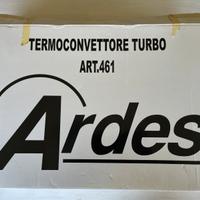 TERMOCONVETTORE TURBO
ART.461
Ardes